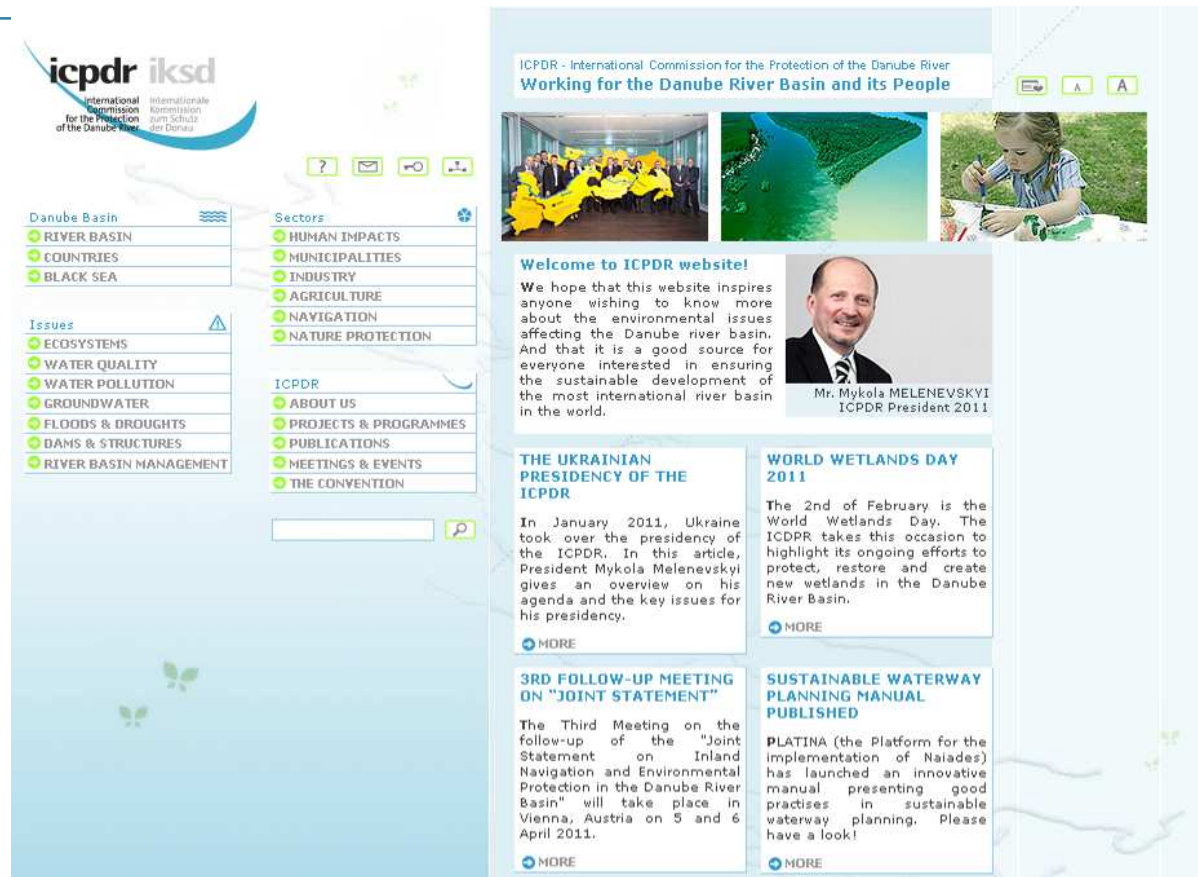 icpdr iksd
International Internationale
Commission Kommission
for the Protection zum Schutz
of the Danube River der Donau
?
Danube Basin
RIVER BASIN
COUNTRIES
BLACK SEA
Issues
ECOSYSTEMS
WATER QUALITY
WATER POLLUTION
GROUNDWATER
FLOODS & DROUGHTS
DAMS & STRUCTURES
RIVER BASIN MANAGEMENT
Sectors
HUMAN IMPACTS
MUNICIPALITIES
INDUSTRY
AGRICULTURE
NAVIGATION
NATURE PROTECTION
ICPDR
ABOUT US
PROJECTS & PROGRAMMES
PUBLICATIONS
MEETINGS & EVENTS
THE CONVENTION
ICPDR - International Commission for the Protection of the Danube River
Working for the Danube River Basin and its People
A A
Welcome to ICPDR website!
We hope that this website inspires
anyone wishing to know more
about the environmental issues
affecting the Danube river basin.
And that it is a good source for
everyone interested in ensuring
the sustainable development of
the most international river basin
in the world.
Mr. Mykola MELENEVSKYI
ICPDR President 2011
THE UKRAINIAN
PRESIDENCY OF THE
ICPDR
In January 2011, Ukraine
took over the presidency of
the ICPDR. In this article,
President Mykola Melenevskyi
gives an overview on his
agenda and the key issues for
his presidency.
MORE
WORLD WETLANDS DAY
2011
The 2nd of February is the
World Wetlands Day. The
ICDPR takes this occasion to
highlight its ongoing efforts to
protect, restore and create
new wetlands in the Danube
River Basin.
MORE
3RD FOLLOW-UP MEETING
ON "JOINT STATEMENT"
The Third Meeting on the
follow-up of the "Joint
Statement on Inland
Navigation and Environmental
Protection in the Danube River
Basin" will take place in
Vienna, Austria on 5 and 6
April 2011.
MORE
SUSTAINABLE WATERWAY
PLANNING MANUAL
PUBLISHED
PLATINA (the Platform for the
implementation of Naiades)
has launched an innovative
manual presenting good
practises in sustainable
waterway planning. Please
have a look!
MORE